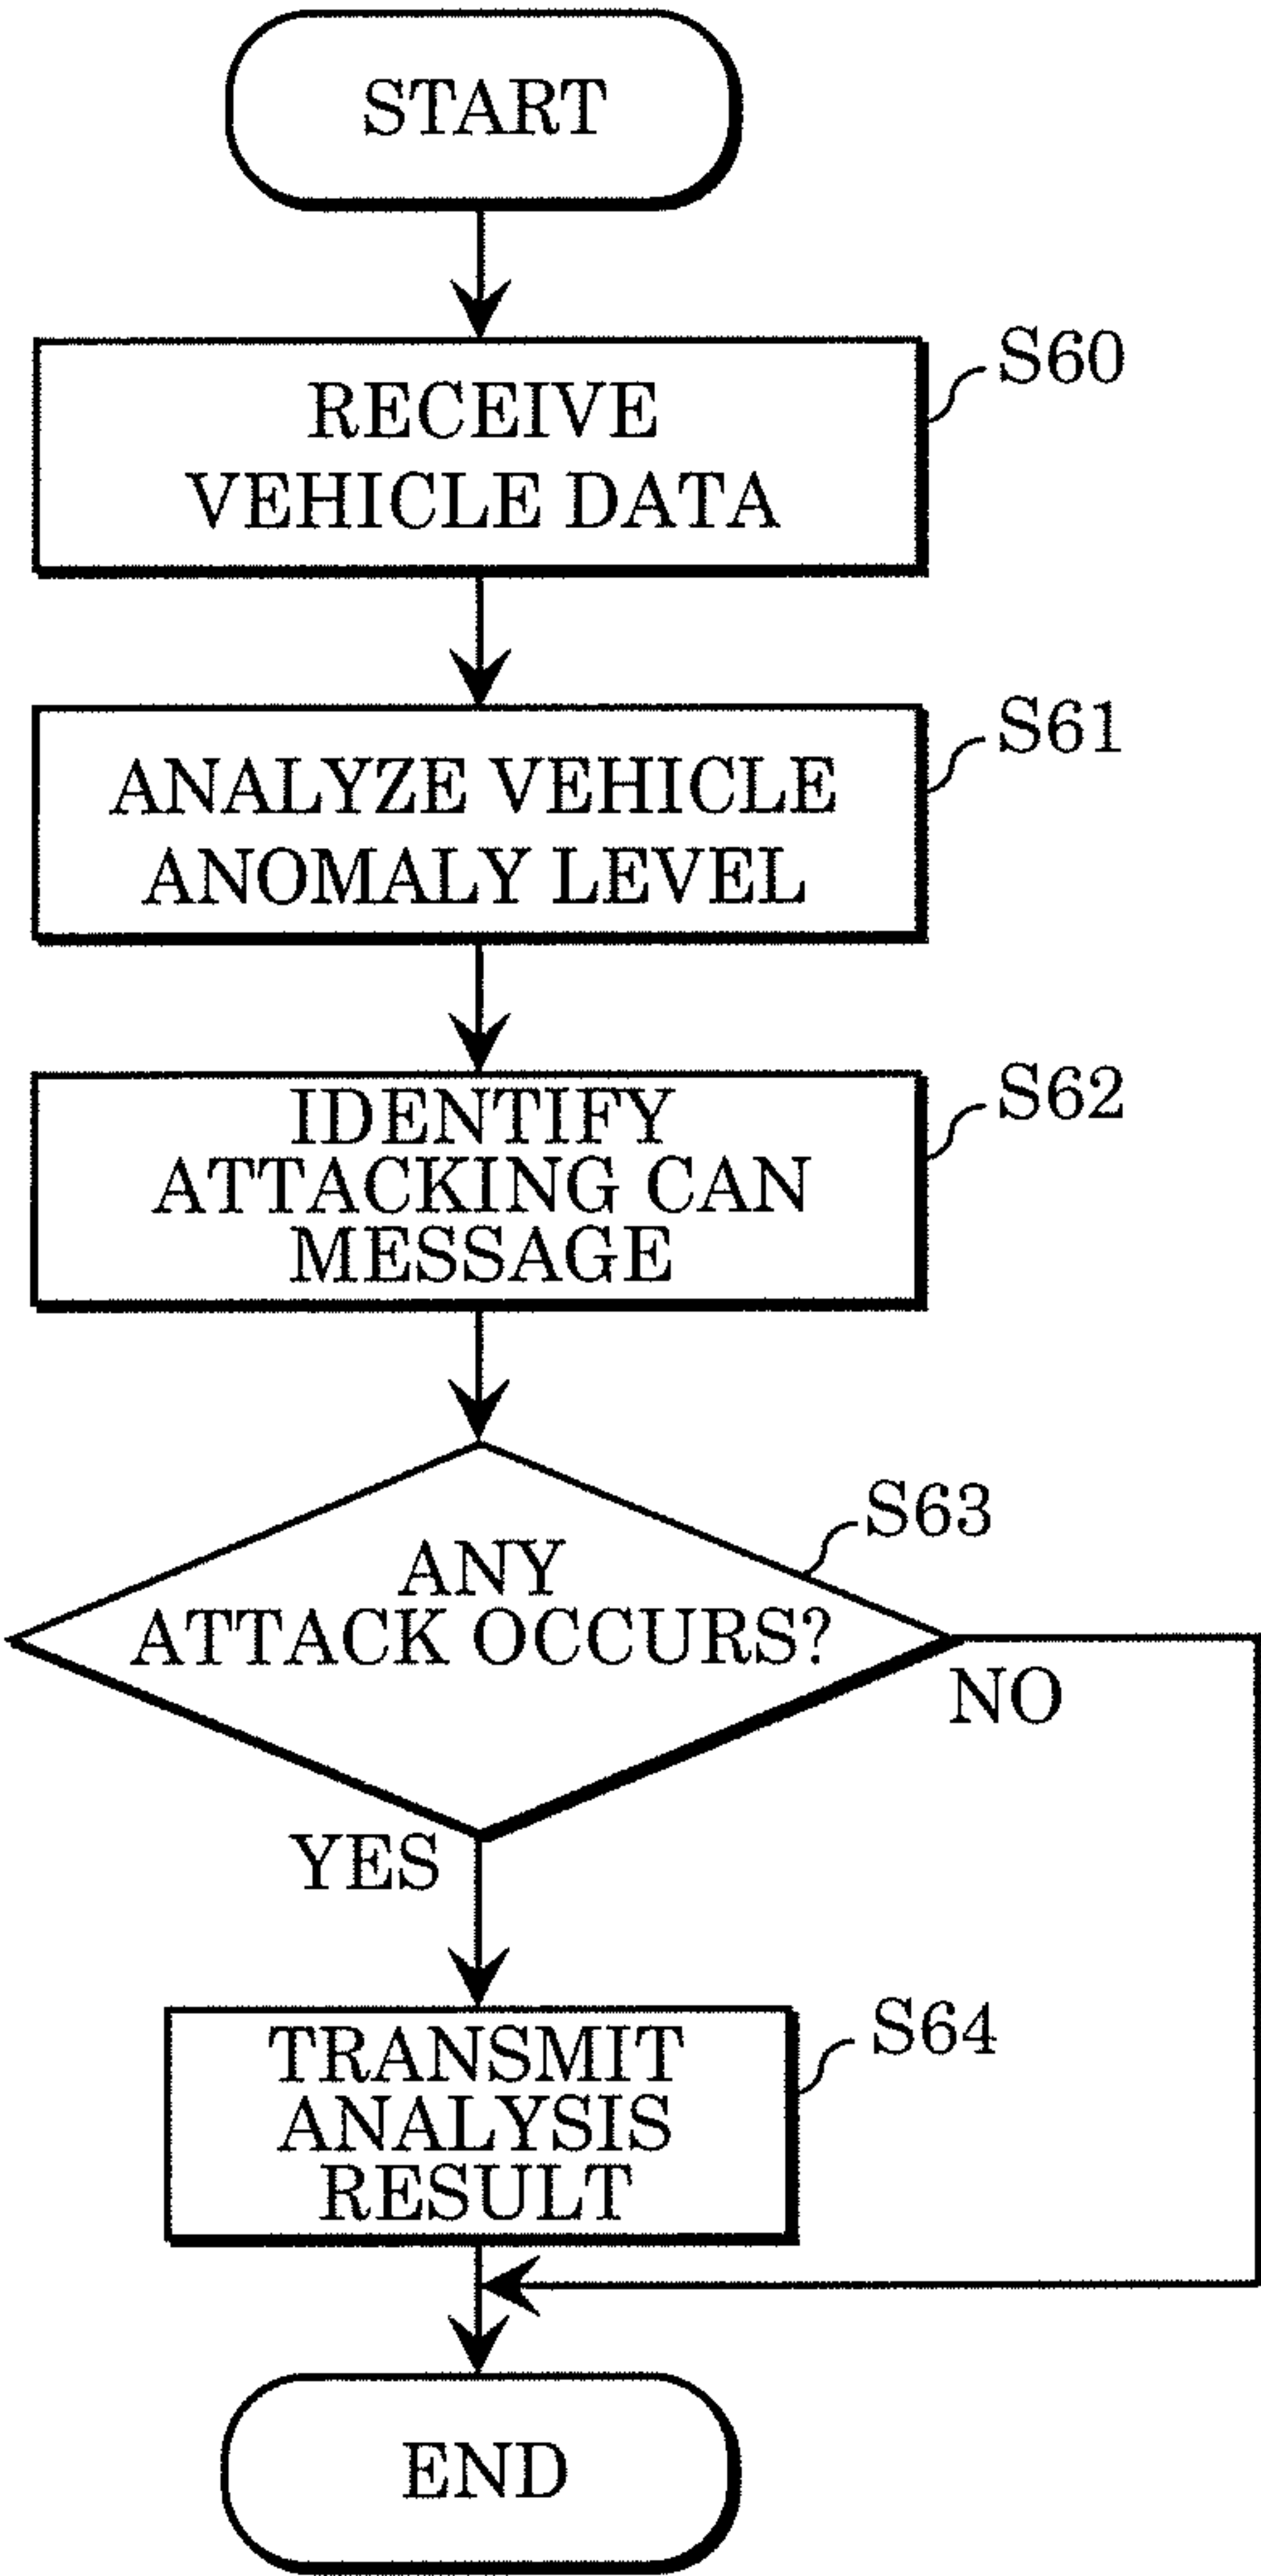 START
S60
RECEIVE
VEHICLE DATA
S61
ANALYZE VEHICLE
ANOMALY LEVEL
S62
IDENTIFY
ATTACKING CAN
MESSAGE
S63
ANY
ATTACK OCCURS?
NO
YES
S64
TRANSMIT
ANALYSIS
RESULT
END